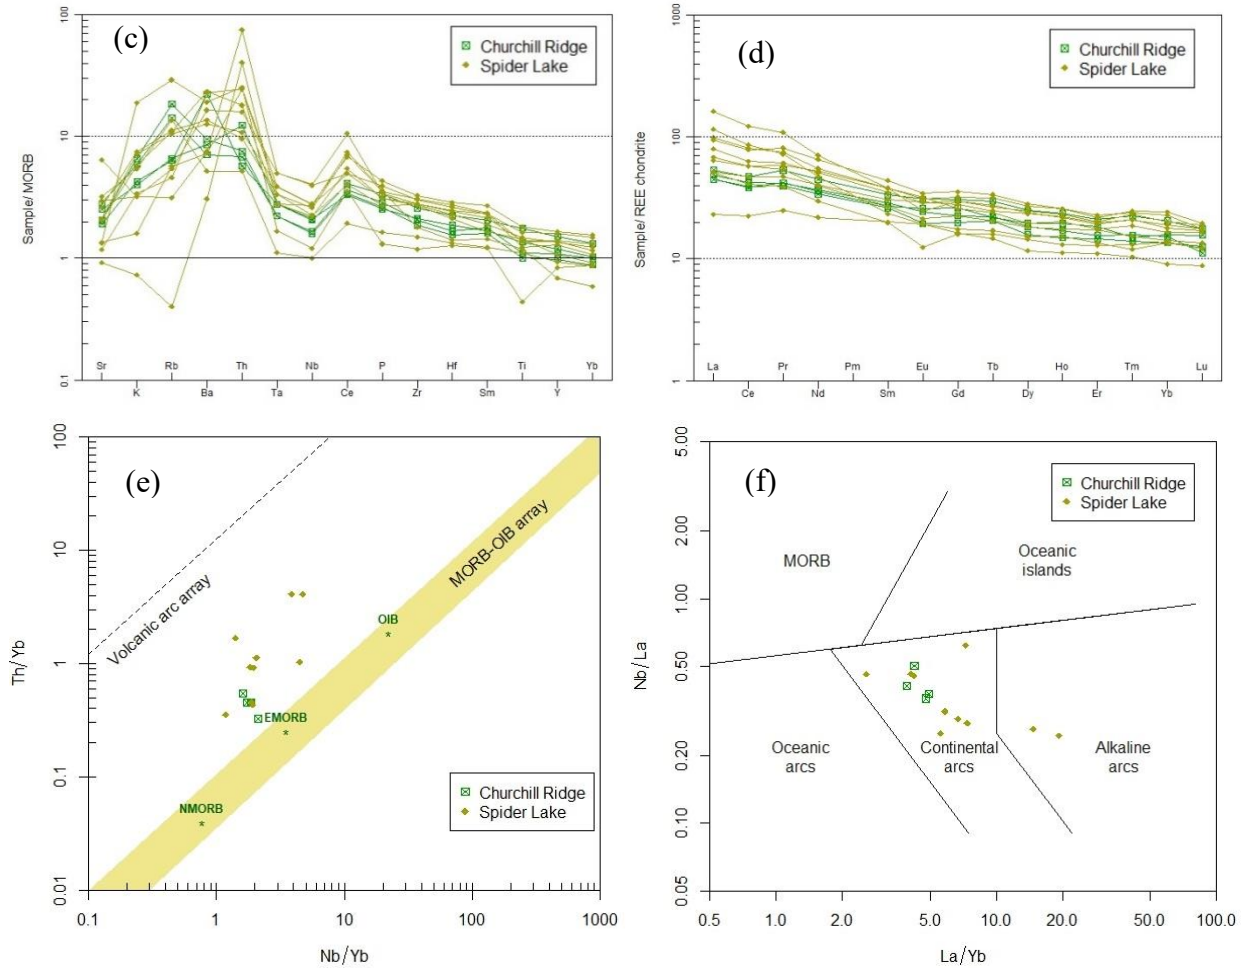 (c)
Churchill Ridge
Spider Lake
100
10
1
0.1
Sample/MORB
Sr
Rb
Th
Nb
P
Hf
Ti
Yb
K
Ba
Ta
Ce
Zr
Sm
Y
(d)
Churchill Ridge
Spider Lake
1000
100
10
1
Sample/ REE chondrite
La
Pr
Pm
Eu
Tb
Ho
Tm
Lu
Ce
Nd
Sm
Gd
Dy
Er
Yb
(e)
100
10
1
0.1
0.01
Th/Yb
Volcanic arc array
MORB-OIB array
OIB
*
EMORB
*
NMORB
*
Churchill Ridge
Spider Lake
0.1
1
10
100
1000
Nb/Yb
(f)
Churchill Ridge
Spider Lake
5.00
2.00
1.00
0.50
0.20
0.10
0.05
Nb/La
MORB
Oceanic
islands
Oceanic
arcs
Continental
arcs
Alkaline
arcs
0.5
1.0
2.0
5.0
10.0
20.0
50.0
100.0
La/Yb